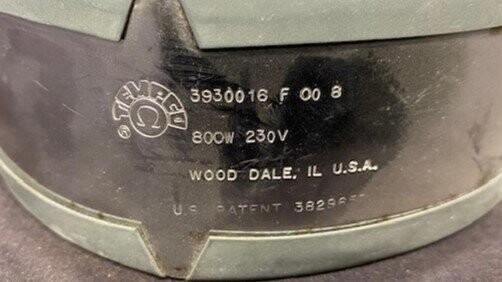 TEMPCO
C
®
3930016 F 00 8
800W 230V
WOOD DALE, IL U.S.A.
U.S. PATENT